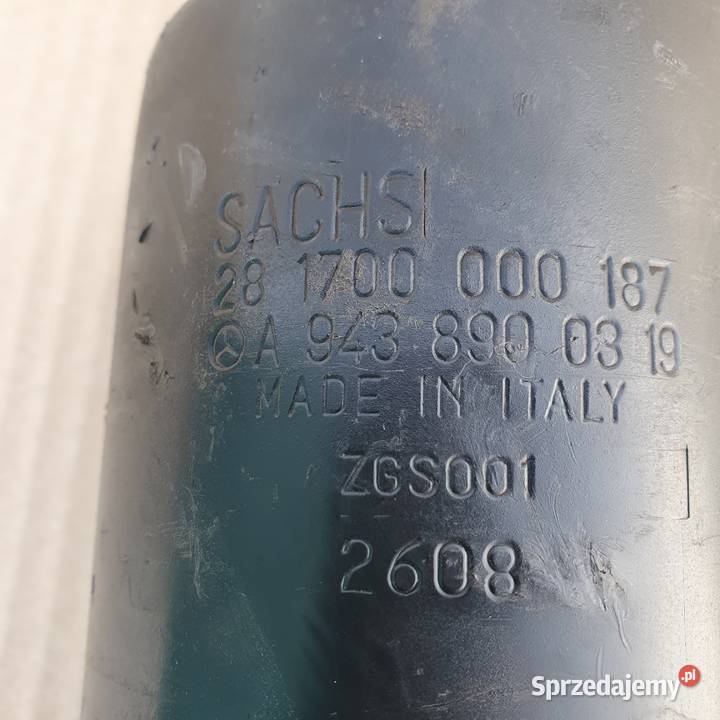 SACHS
28 1700 000 187
A 943 890 03 19
MADE IN ITALY
ZGS001
2608
Sprzedajemy.pl